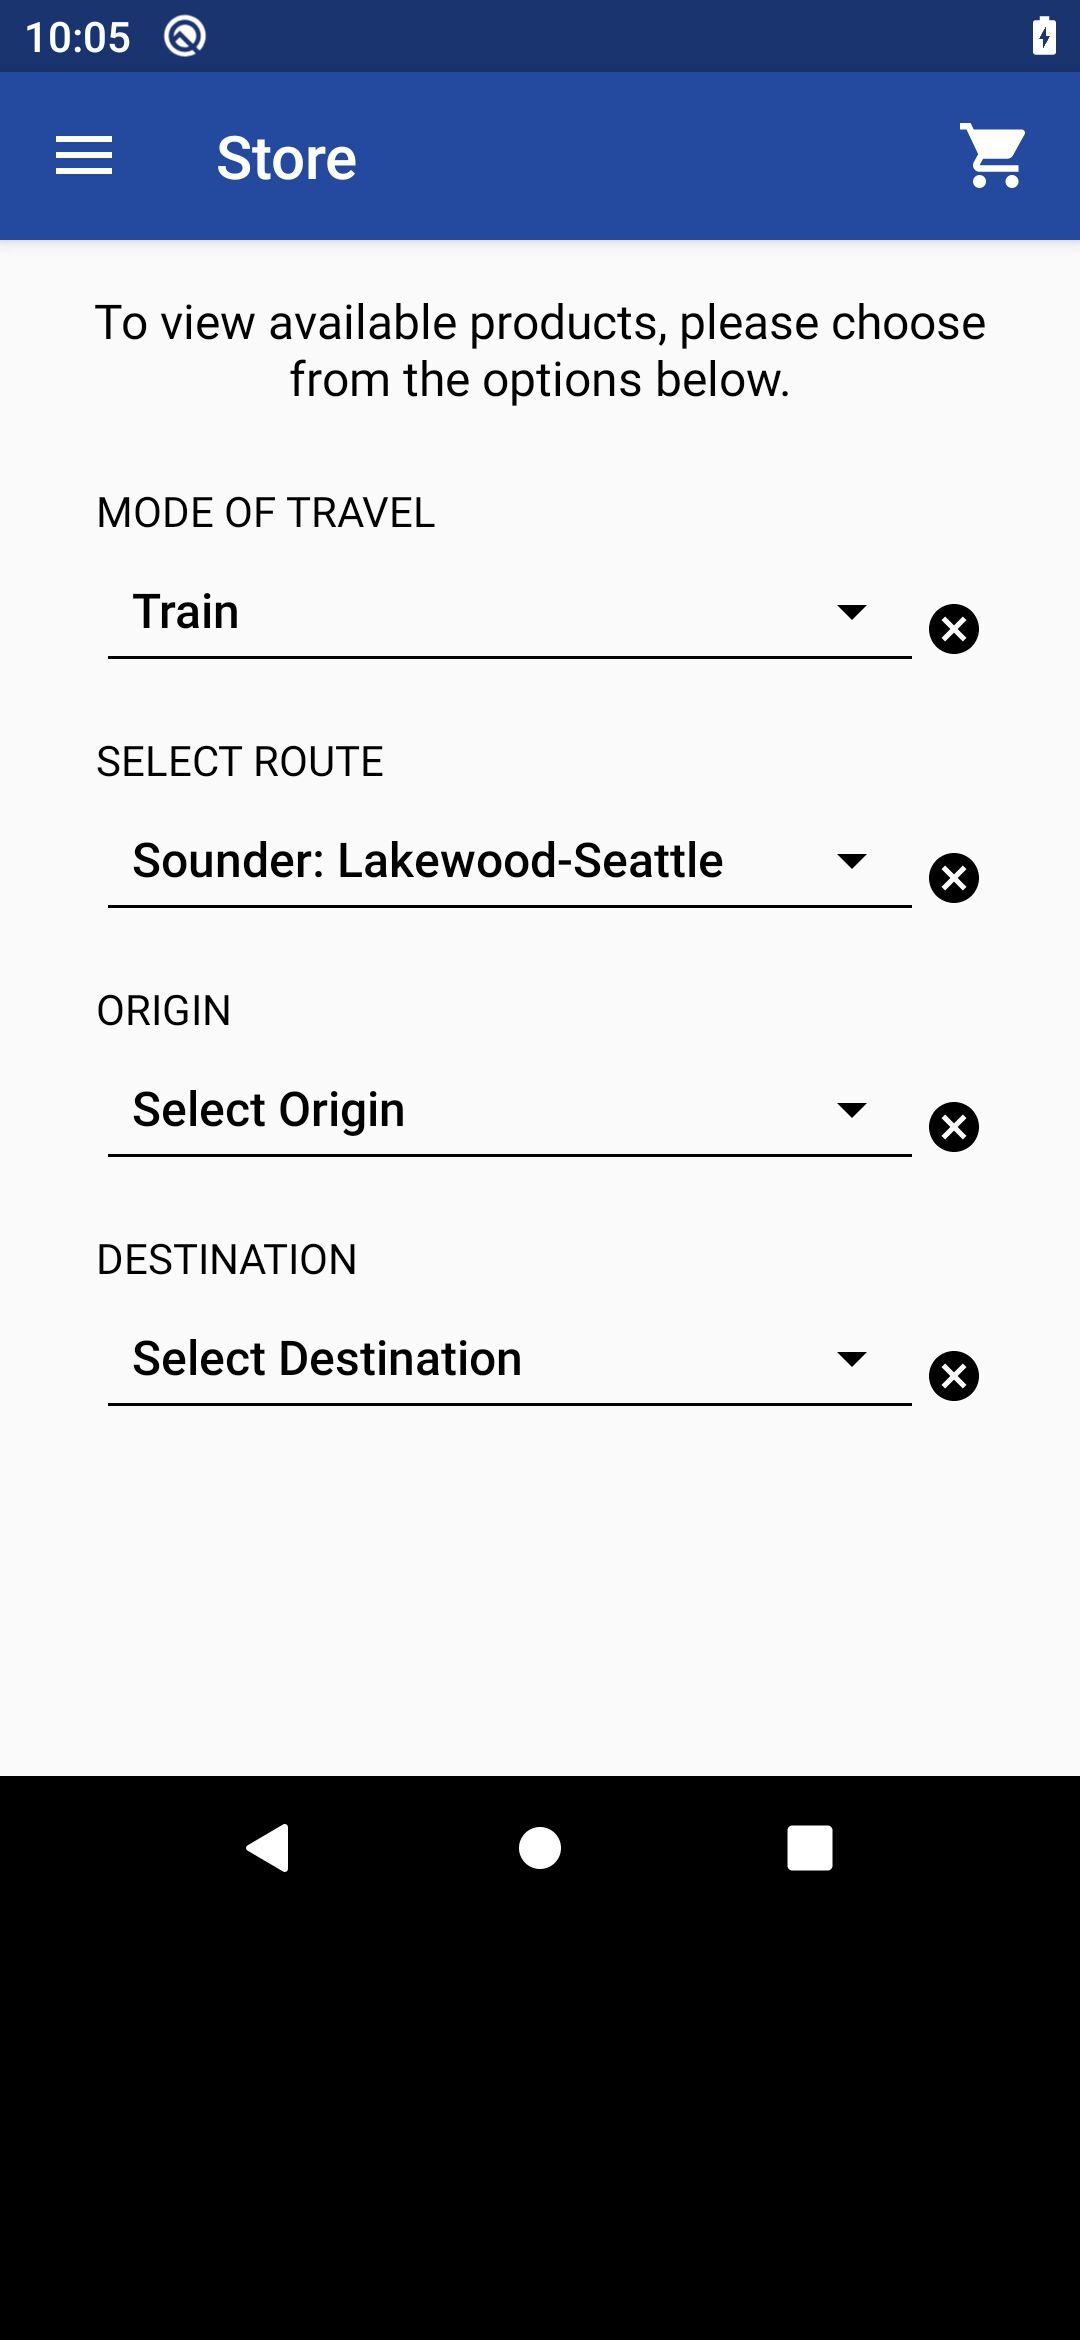 10:05
Store
To view available products, please choose
from the options below.
MODE OF TRAVEL
Train
SELECT ROUTE
Sounder: Lakewood-Seattle
ORIGIN
Select Origin
DESTINATION
Select Destination